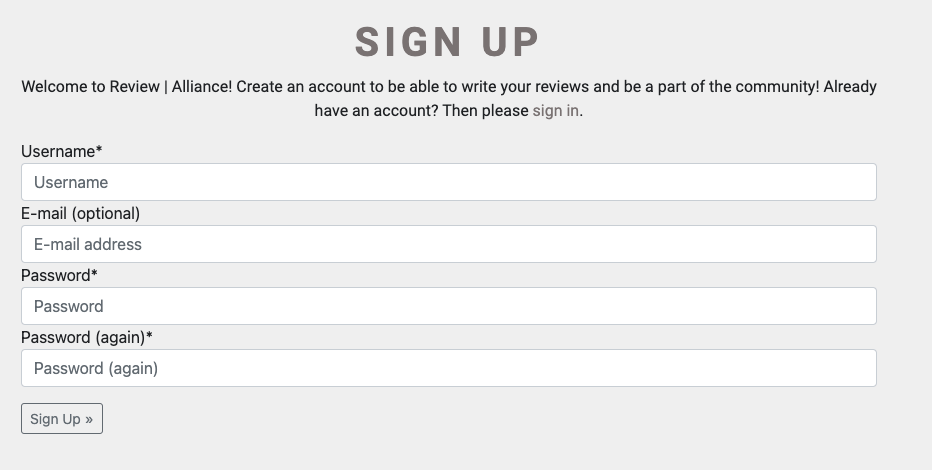 SIGN UP
Welcome to Review | Alliance! Create an account to be able to write your reviews and be a part of the community! Already
have an account? Then please sign in.
Username*
Username
E-mail (optional)
E-mail address
Password*
Password
Password (again)*
Password (again)
Sign Up »